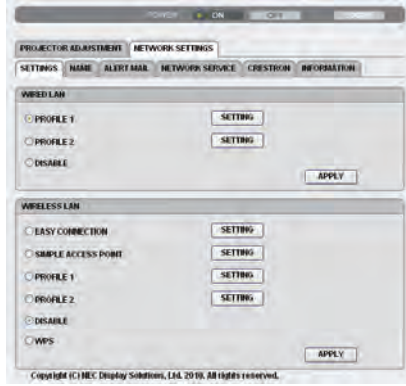 POWER ON OFF
PROJECTOR ADJUSTMENT NETWORK SETTINGS
SETTINGS NAME ALERT MAIL NETWORK SERVICE CRESTRON INFORMATION
WIRED LAN
PROFILE 1 SETTING
PROFILE 2 SETTING
DISABLE
APPLY
WIRELESS LAN
EASY CONNECTION SETTING
SIMPLE ACCESS POINT SETTING
PROFILE 1 SETTING
PROFILE 2 SETTING
DISABLE
WPS
APPLY
Copyright (C) NEC Display Solutions, Ltd. 2010. All rights reserved.